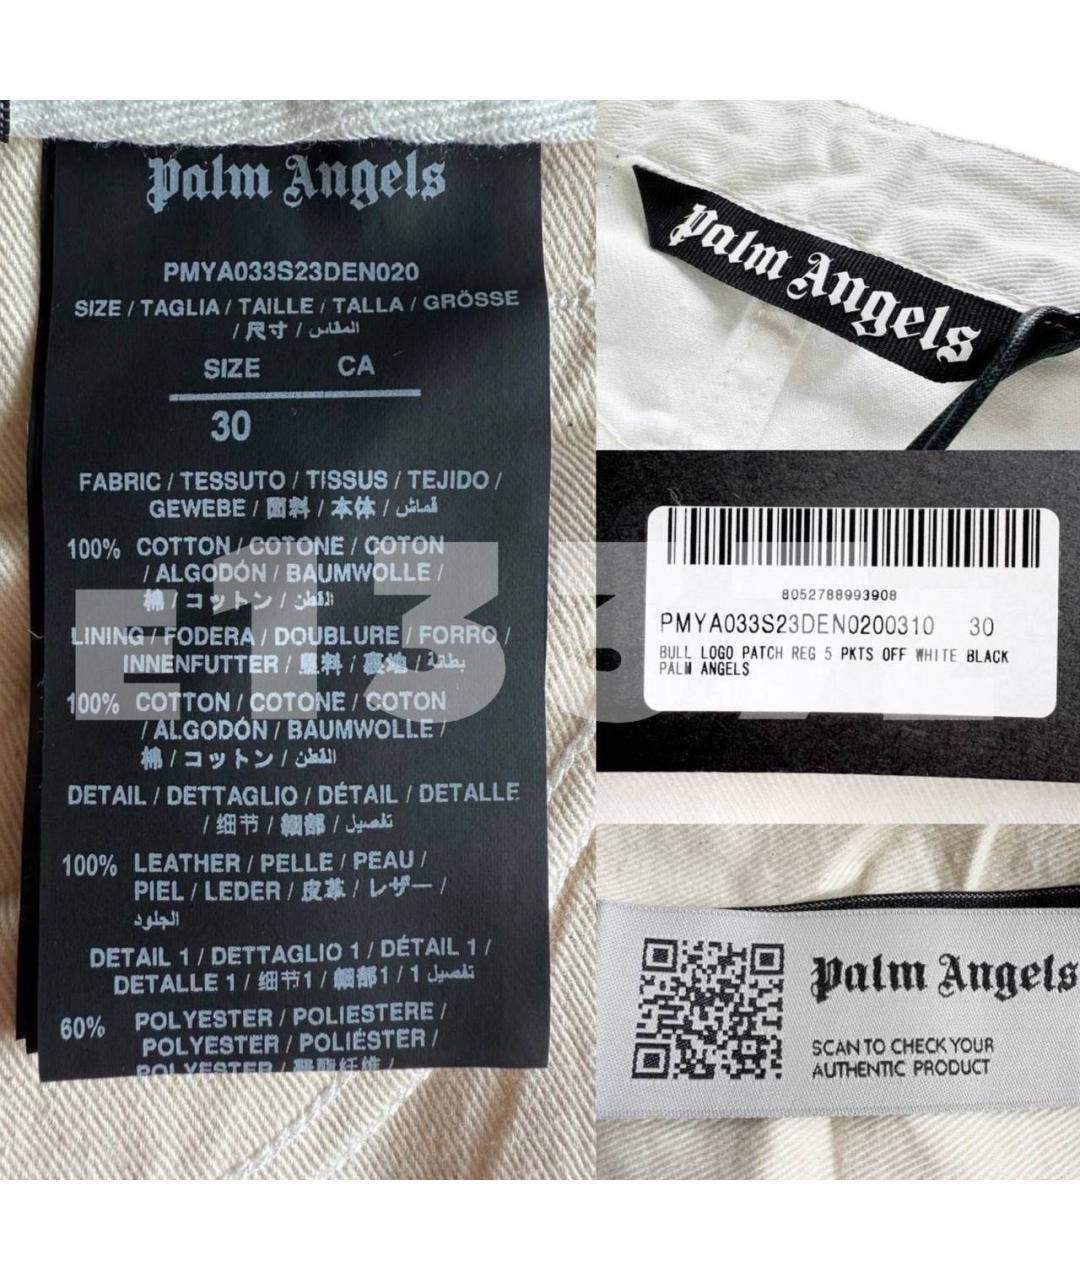 Palm Angels
PMYA033S23DEN020
SIZE / TAGLIA / TAILLE / TALLA / GRÖSSE
/ 尺寸 / المقاس
SIZE CA
30
FABRIC / TESSUTO / TISSUS / TEJIDO /
GEWEBE / 面料 / 本体 / قماش
100% COTTON / COTONE / COTON
/ ALGODÓN / BAUMWOLLE /
棉 / コットン / القطن
LINING / FODERA / DOUBLURE / FORRO /
INNENFUTTER / 里料 / 裏地 / بطانة
100% COTTON / COTONE / COTON
/ ALGODÓN / BAUMWOLLE /
棉 / コットン / القطن
DETAIL / DETTAGLIO / DÉTAIL / DETALLE
/ 细节 / 細部 / تفصيل
100% LEATHER / PELLE / PEAU /
PIEL / LEDER / 皮革 / レザー /
الجلود
DETAIL 1 / DETTAGLIO 1 / DÉTAIL 1 /
DETALLE 1 / 细节1 / 細部1 / تفصيل 1
60% POLYESTER / POLIESTERE /
POLYESTER / POLIÉSTER /
POLYESTER / 聚酯纤维 /
Palm Angels
8052788993908
PMYA033S23DEN0200310 30
BULL LOGO PATCH REG 5 PKTS OFF WHITE BLACK
PALM ANGELS
Palm Angels
SCAN TO CHECK YOUR
AUTHENTIC PRODUCT